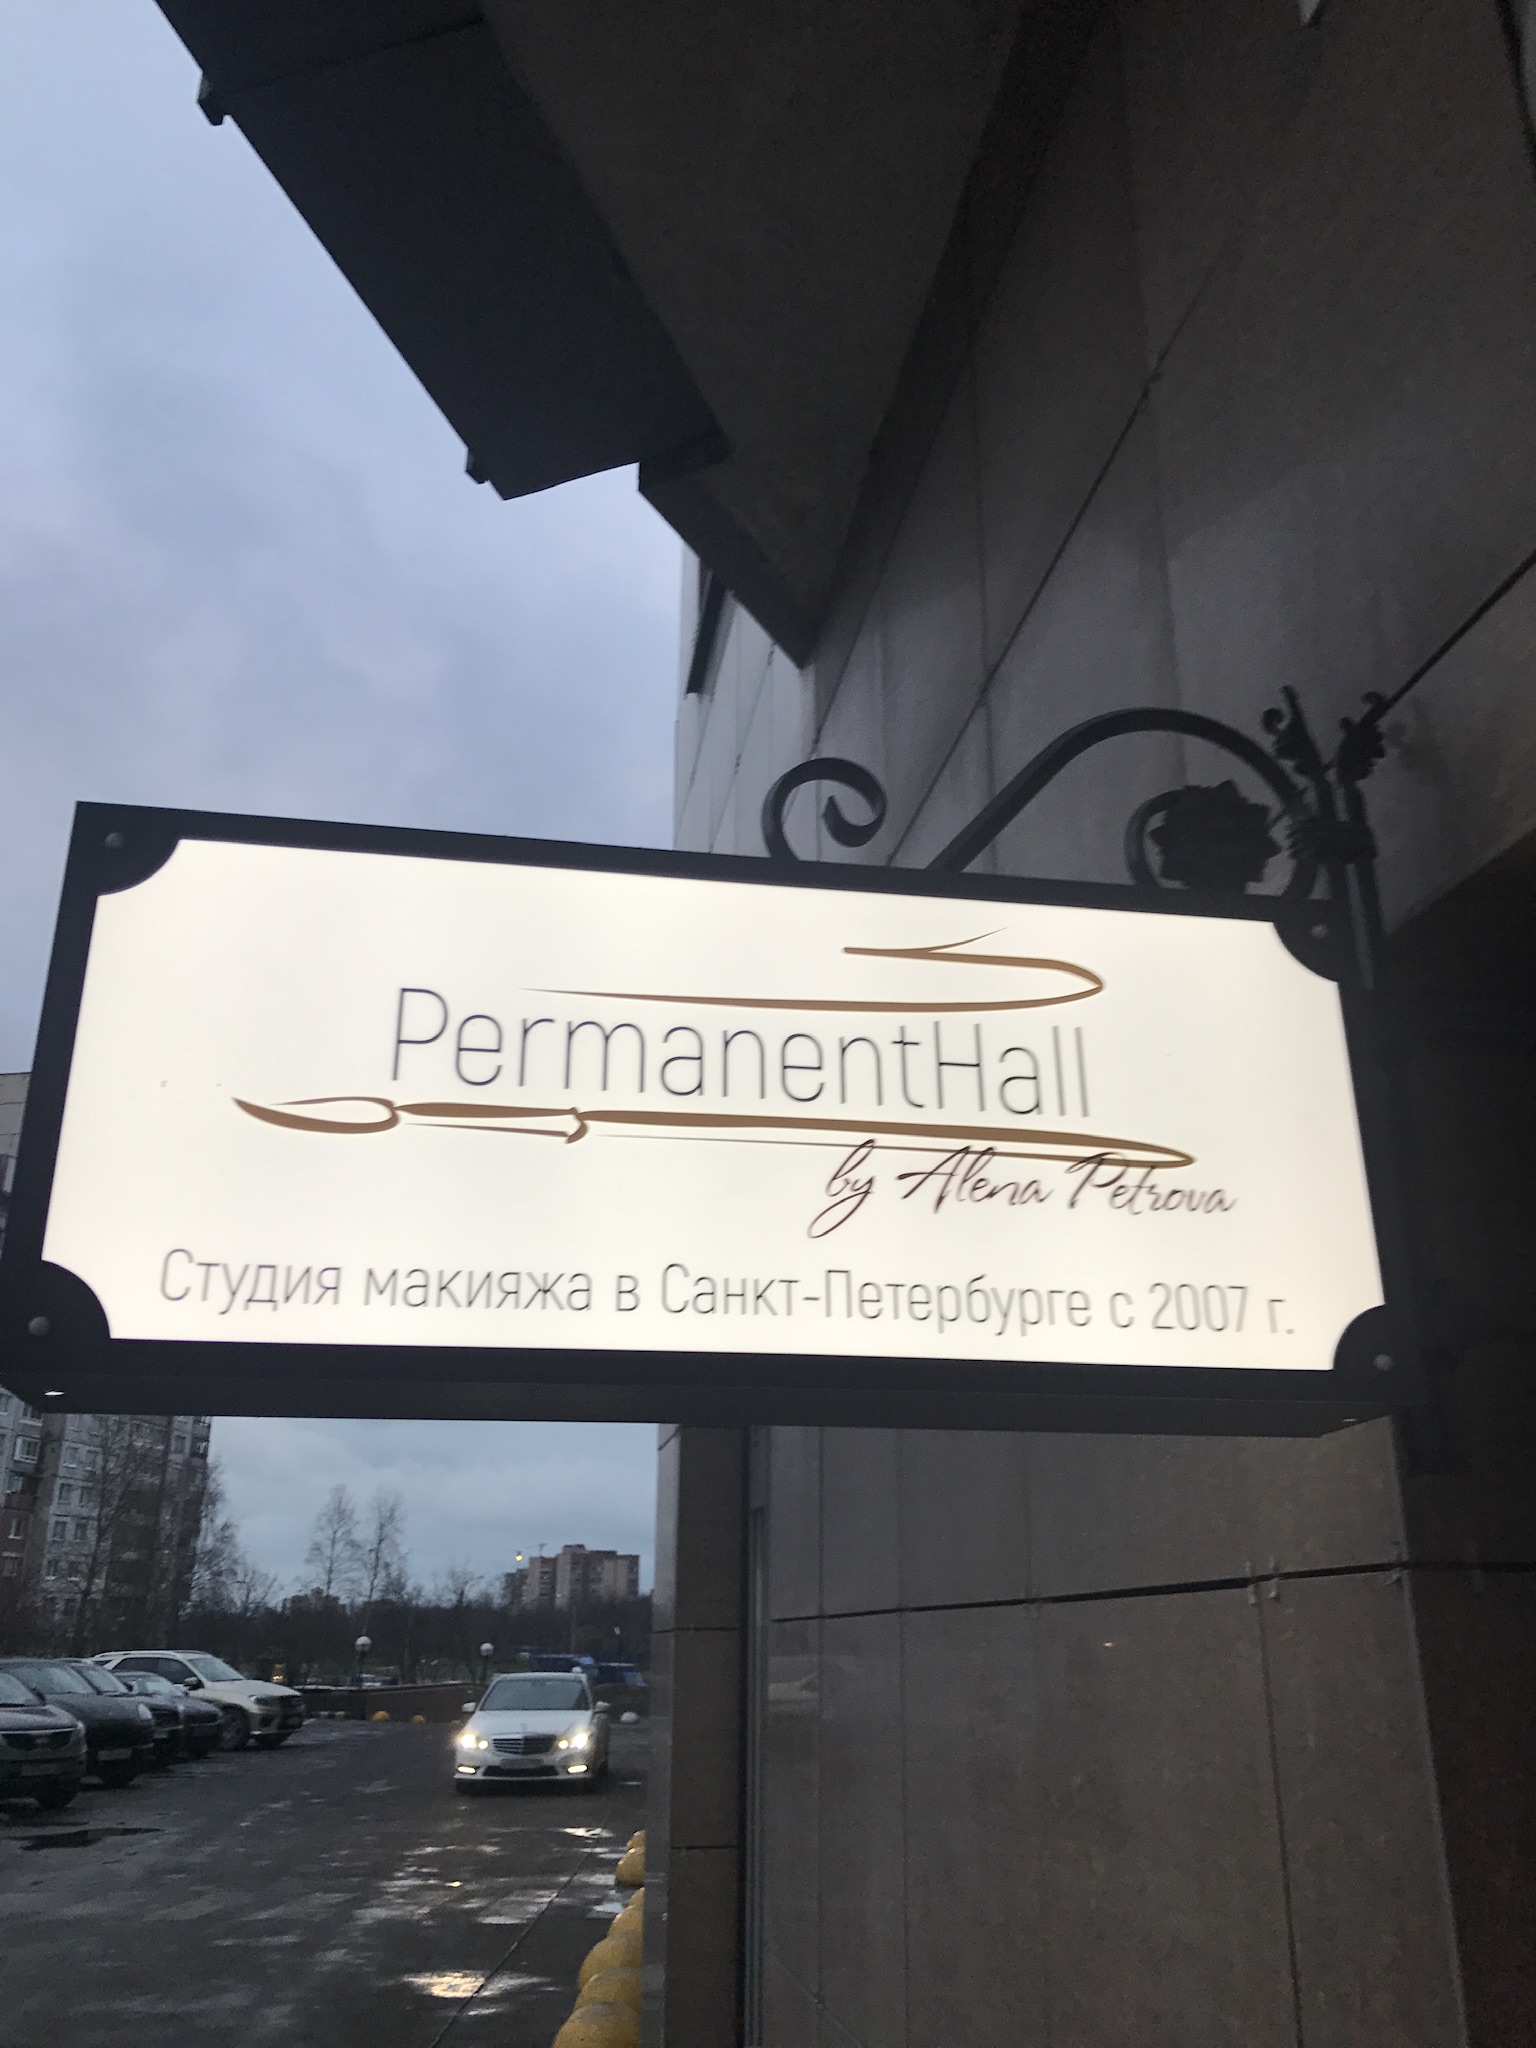 PermanentHall
by Alena Petrova
Студия макияжа в Санкт-Петербурге с 2007 г.